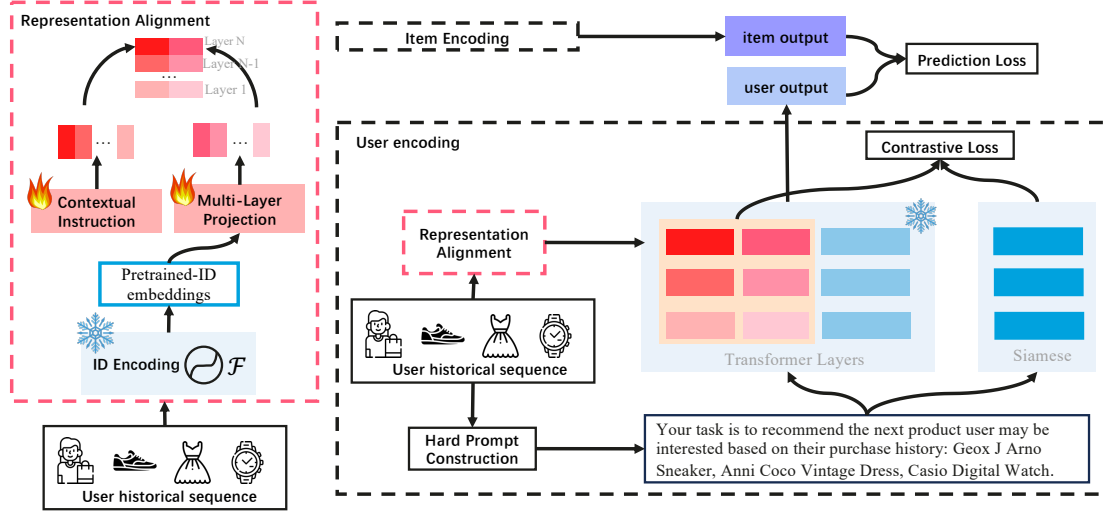 Representation Alignment
Layer N
Layer N-1
...
Layer 1
...
...
Contextual
Instruction
Multi-Layer
Projection
Pretrained-ID
embeddings
ID Encoding
ℱ
User historical sequence
Item Encoding
item output
user output
Prediction Loss
User encoding
Contrastive Loss
Representation
Alignment
User historical sequence
Transformer Layers
Siamese
Hard Prompt
Construction
Your task is to recommend the next product user may be
interested based on their purchase history: Geox J Arno
Sneaker, Anni Coco Vintage Dress, Casio Digital Watch.